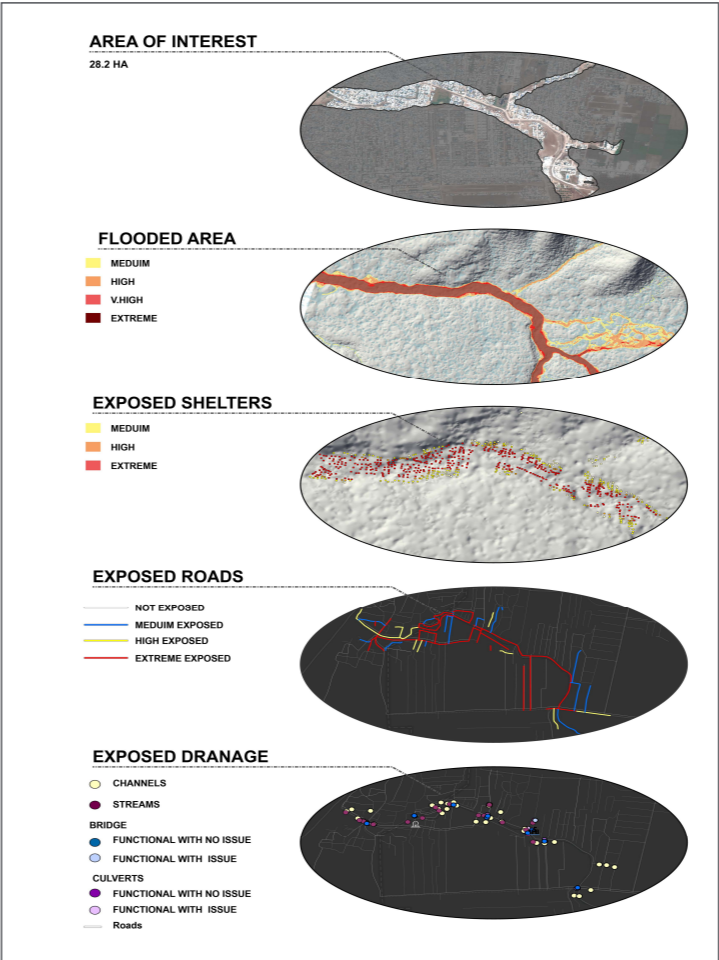 AREA OF INTEREST
28.2 HA
FLOODED AREA
MEDUIM
HIGH
V.HIGH
EXTREME
EXPOSED SHELTERS
MEDUIM
HIGH
EXTREME
EXPOSED ROADS
NOT EXPOSED
MEDUIM EXPOSED
HIGH EXPOSED
EXTREME EXPOSED
EXPOSED DRANAGE
CHANNELS
STREAMS
BRIDGE
FUNCTIONAL WITH NO ISSUE
FUNCTIONAL WITH ISSUE
CULVERTS
FUNCTIONAL WITH NO ISSUE
FUNCTIONAL WITH ISSUE
Roads